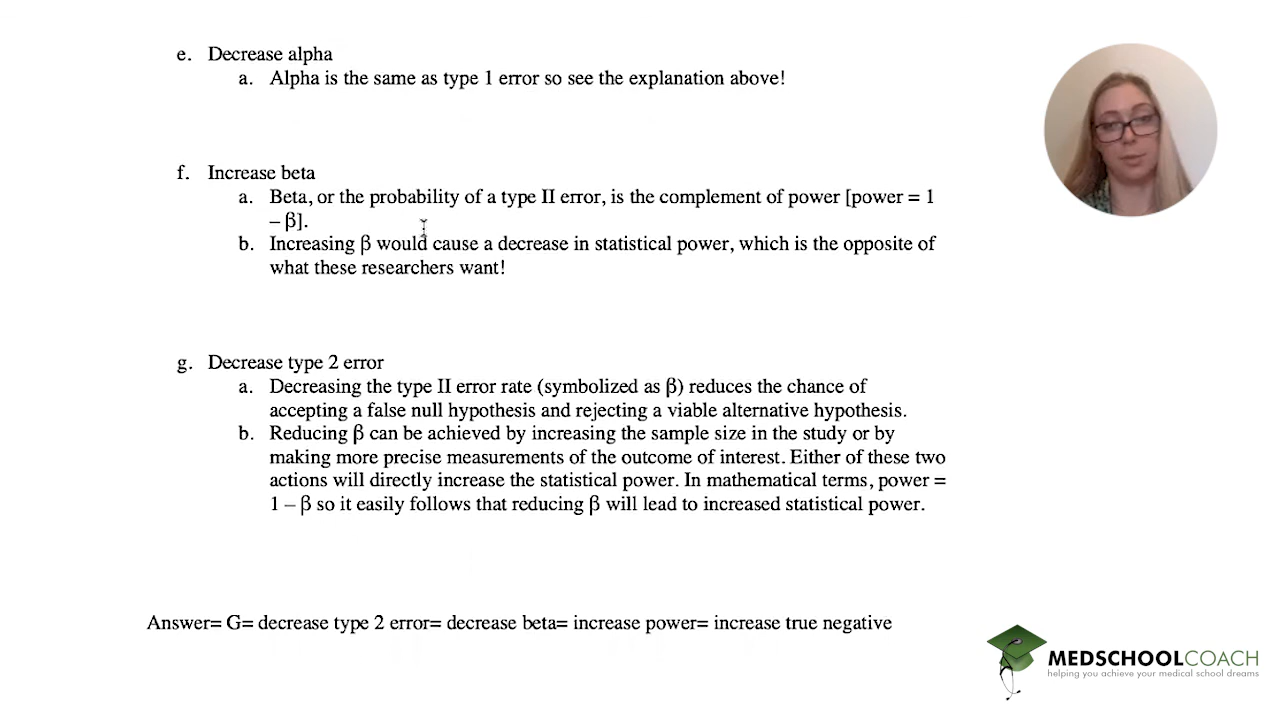 e. Decrease alpha
a. Alpha is the same as type 1 error so see the explanation above!
f. Increase beta
a. Beta, or the probability of a type II error, is the complement of power [power = 1
– β].
b. Increasing β would cause a decrease in statistical power, which is the opposite of
what these researchers want!
g. Decrease type 2 error
a. Decreasing the type II error rate (symbolized as β) reduces the chance of
accepting a false null hypothesis and rejecting a viable alternative hypothesis.
b. Reducing β can be achieved by increasing the sample size in the study or by
making more precise measurements of the outcome of interest. Either of these two
actions will directly increase the statistical power. In mathematical terms, power =
1 – β so it easily follows that reducing β will lead to increased statistical power.
Answer= G= decrease type 2 error= decrease beta= increase power= increase true negative
MEDSCHOOLCOACH
helping you achieve your medical school dreams